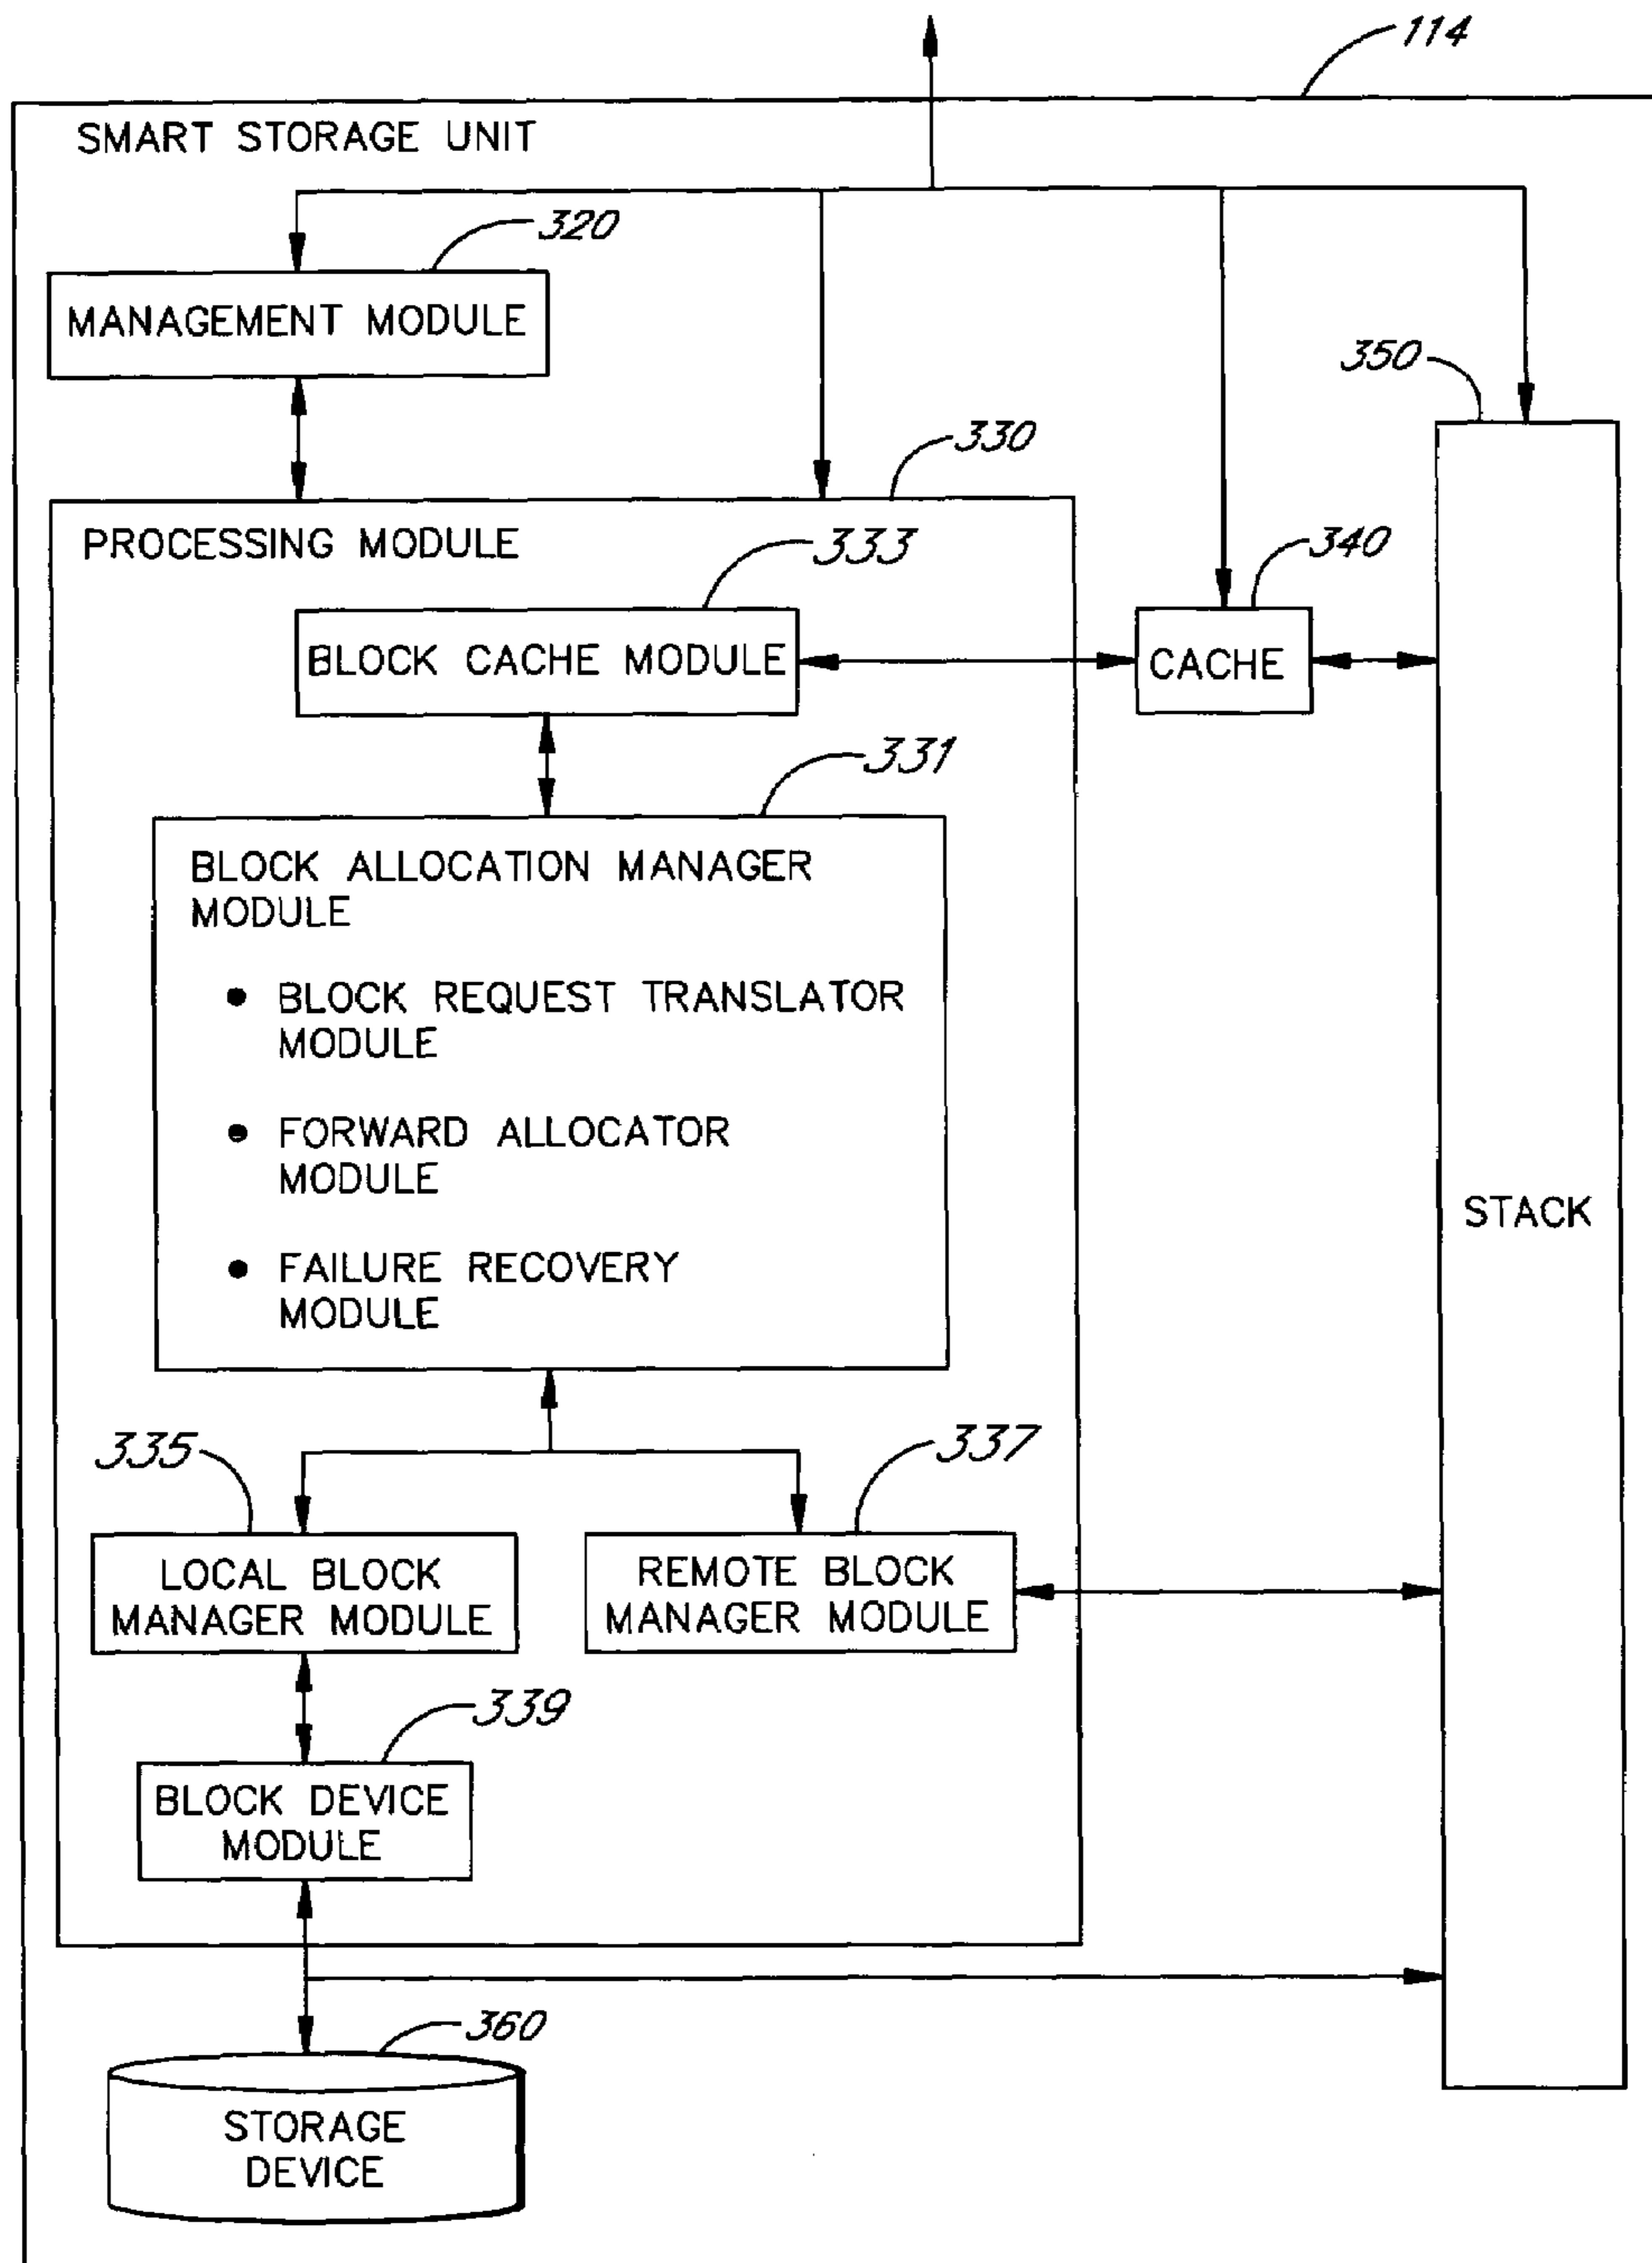 114
SMART STORAGE UNIT
320
MANAGEMENT MODULE
350
330
PROCESSING MODULE
333
340
BLOCK CACHE MODULE
CACHE
331
BLOCK ALLOCATION MANAGER
MODULE
• BLOCK REQUEST TRANSLATOR
MODULE
• FORWARD ALLOCATOR
MODULE
STACK
• FAILURE RECOVERY
MODULE
335
337
LOCAL BLOCK
MANAGER MODULE
REMOTE BLOCK
MANAGER MODULE
339
BLOCK DEVICE
MODULE
360
STORAGE
DEVICE